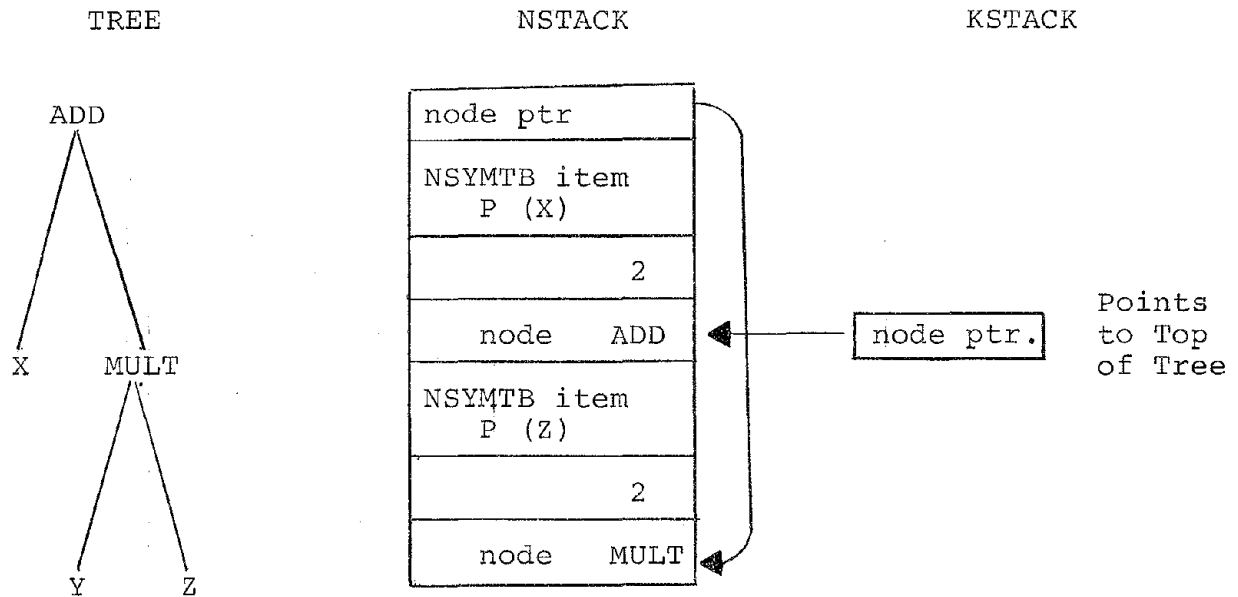 TREE
NSTACK
KSTACK
ADD
X
MULT
Y
Z
node ptr
NSYMTB item
P (X)
2
node ADD
NSYMTB item
P (Z)
2
node MULT
node ptr.
Points
to Top
of Tree